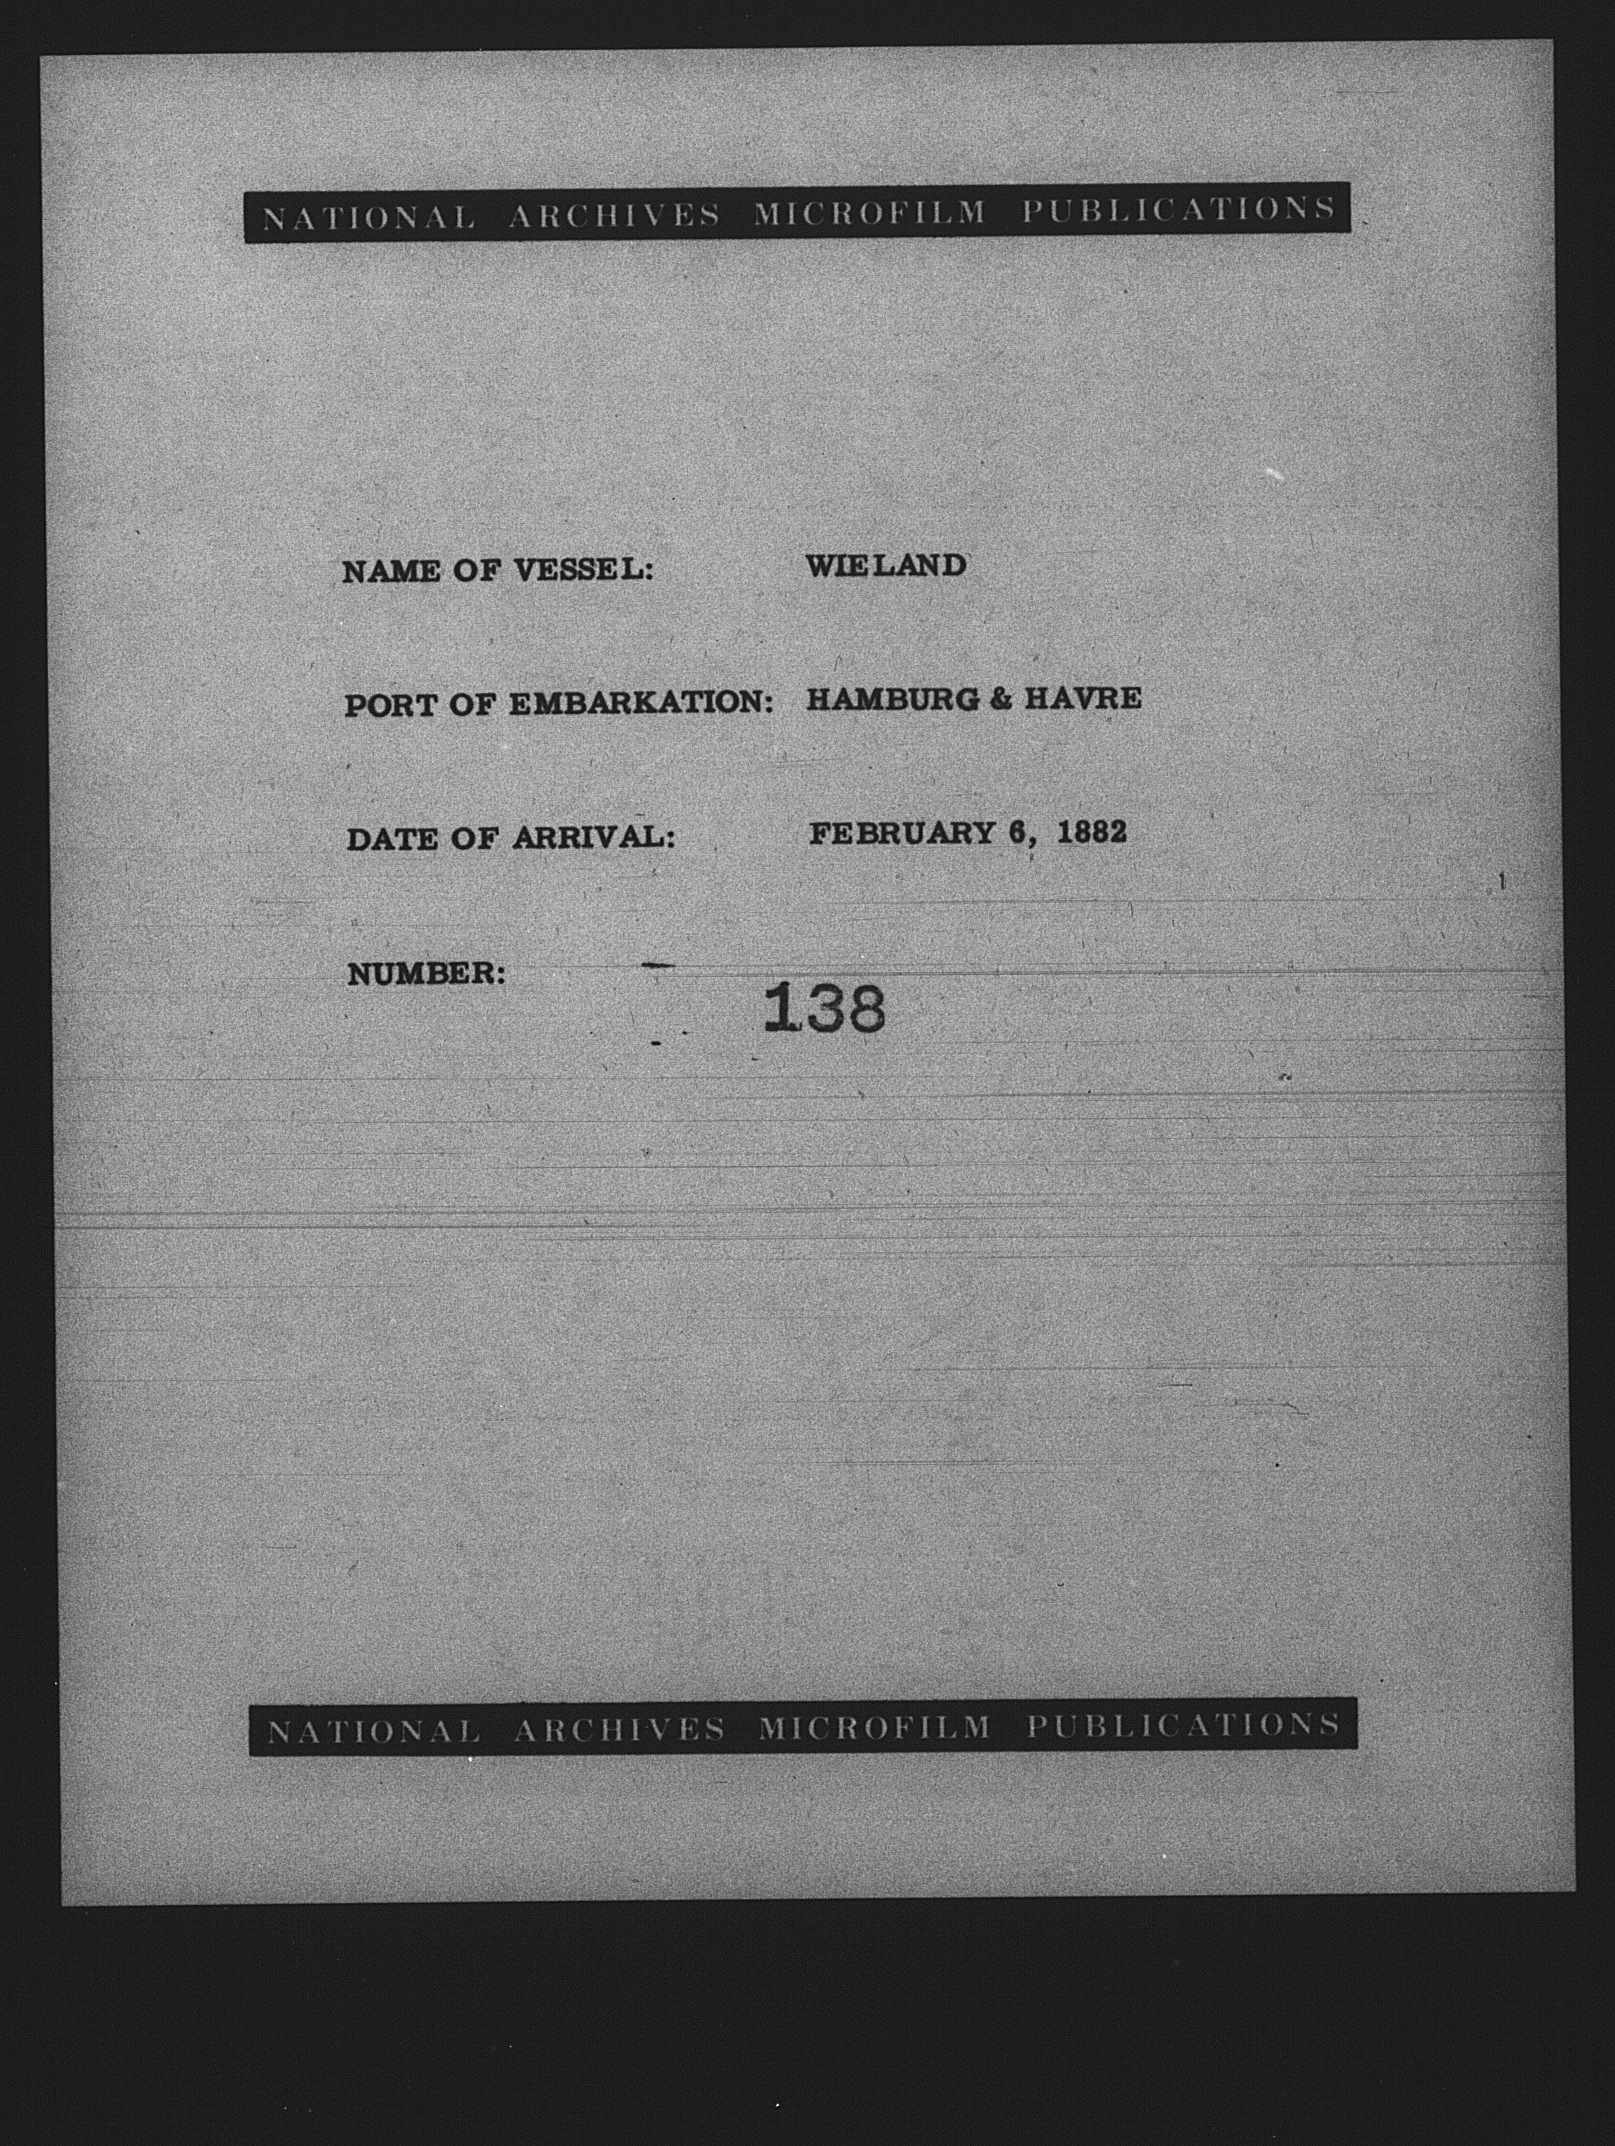 NATIONAL ARCHIVES MICROFILM PUBLICATIONS
NAME OF VESSEL: WIELAND
PORT OF EMBARKATION: HAMBURG & HAVRE
DATE OF ARRIVAL: FEBRUARY 6, 1882
NUMBER: 138
NATIONAL ARCHIVES MICROFILM PUBLICATIONS